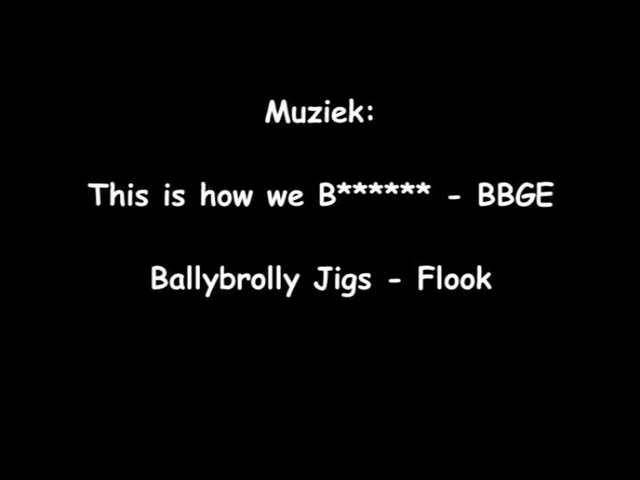 Muziek:
This is how we B****** - BBGE
Ballybrolly Jigs - Flook